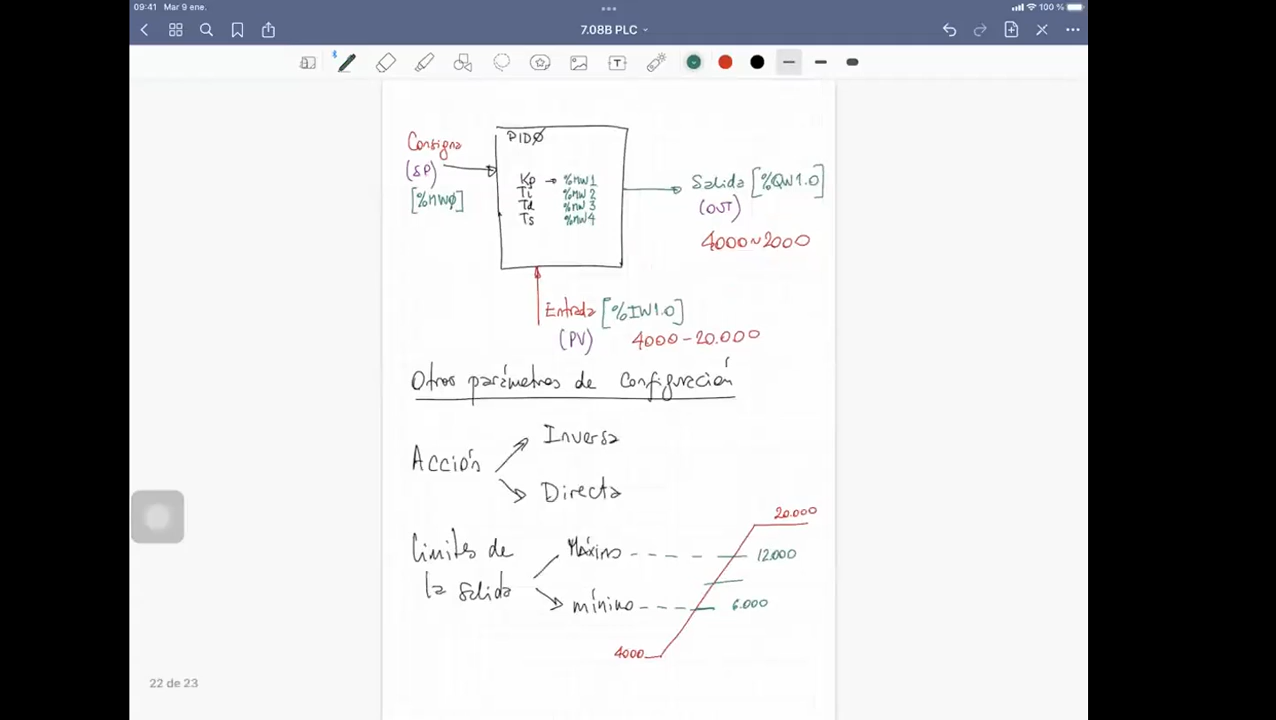 09:41 Mar 9 ene.
100 %
7.08B PLC
Consigna
(SP)
[%MWØ]
PIDØ
Kp → %MW1
Ti %MW2
Td %MW3
Ts %MW4
Salida [%QW1.0]
(OUT)
4000~2000
Entrada [%IW1.0]
(PV)
4000-20.000
Otros parámetros de configuración
Acción
Inversa
Directa
Límites de
la salida
Máximo
mínimo
20.000
12.000
6.000
4000
22 de 23